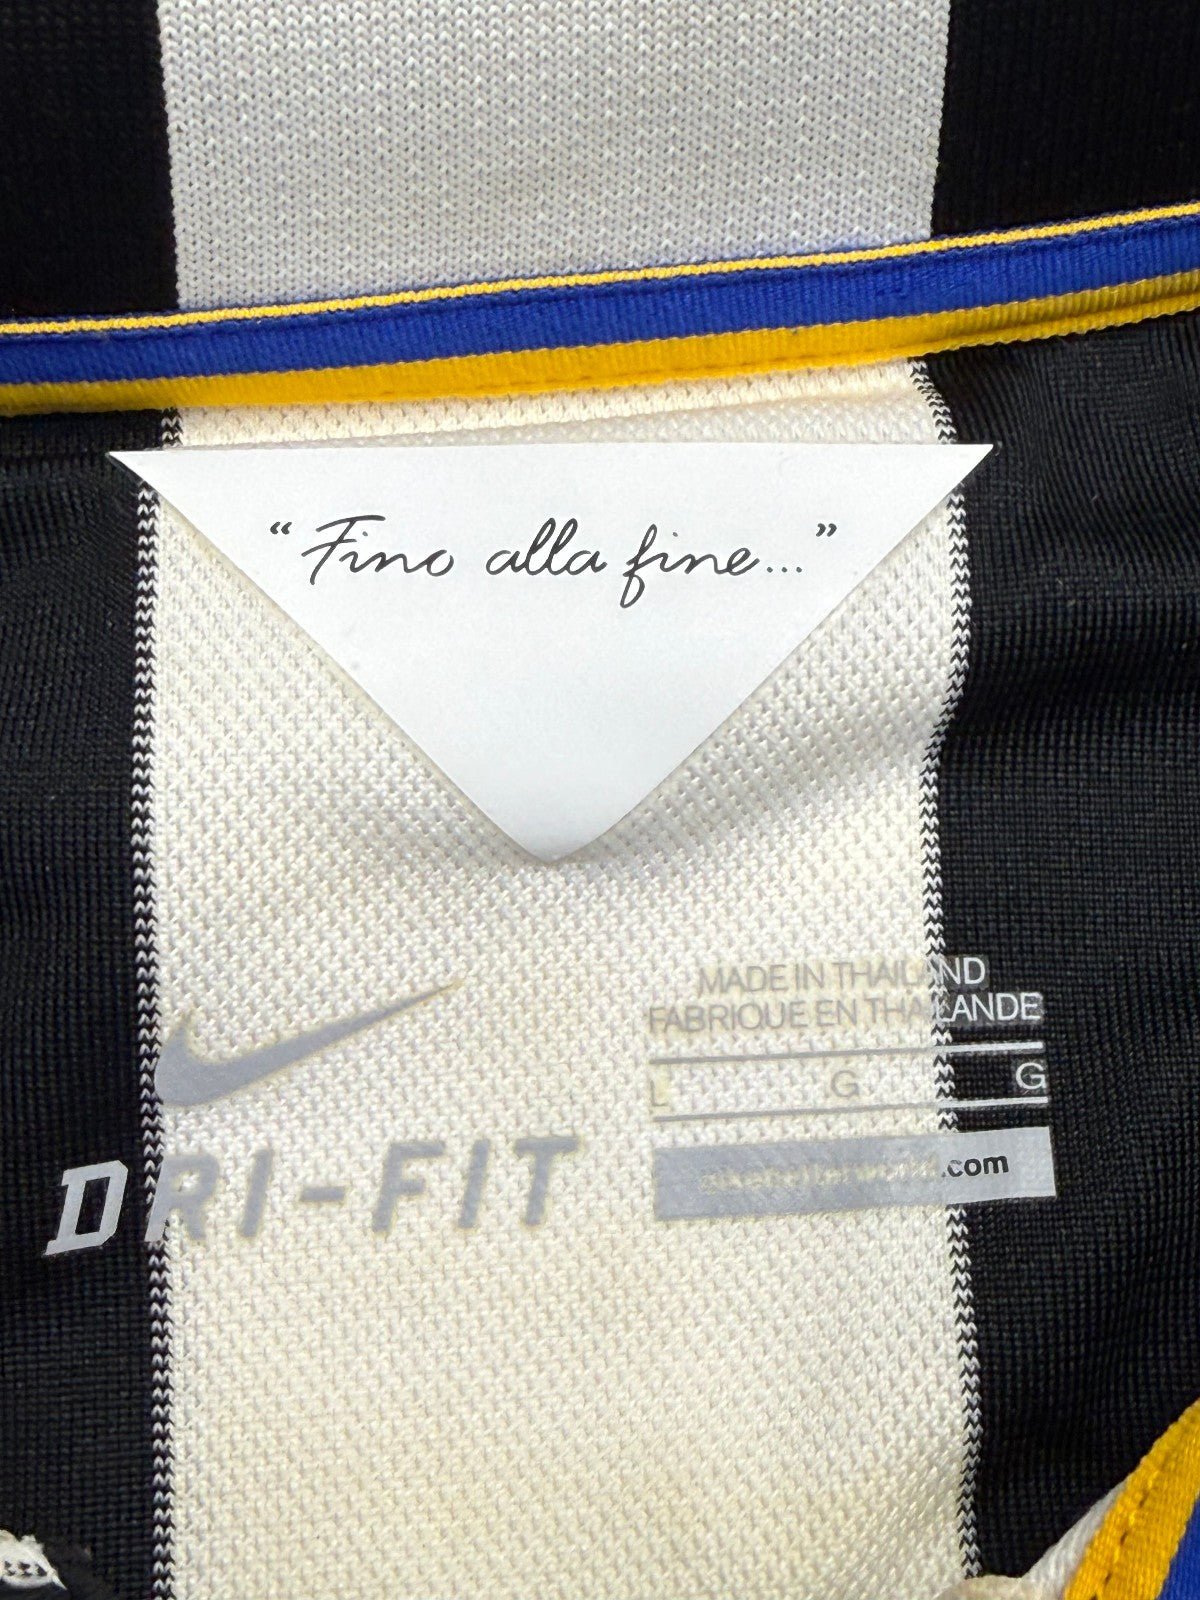 “Fino alla fine...”
MADE IN THAILAND
FABRIQUE EN THAILANDE
L G G
DRI-FIT
.com